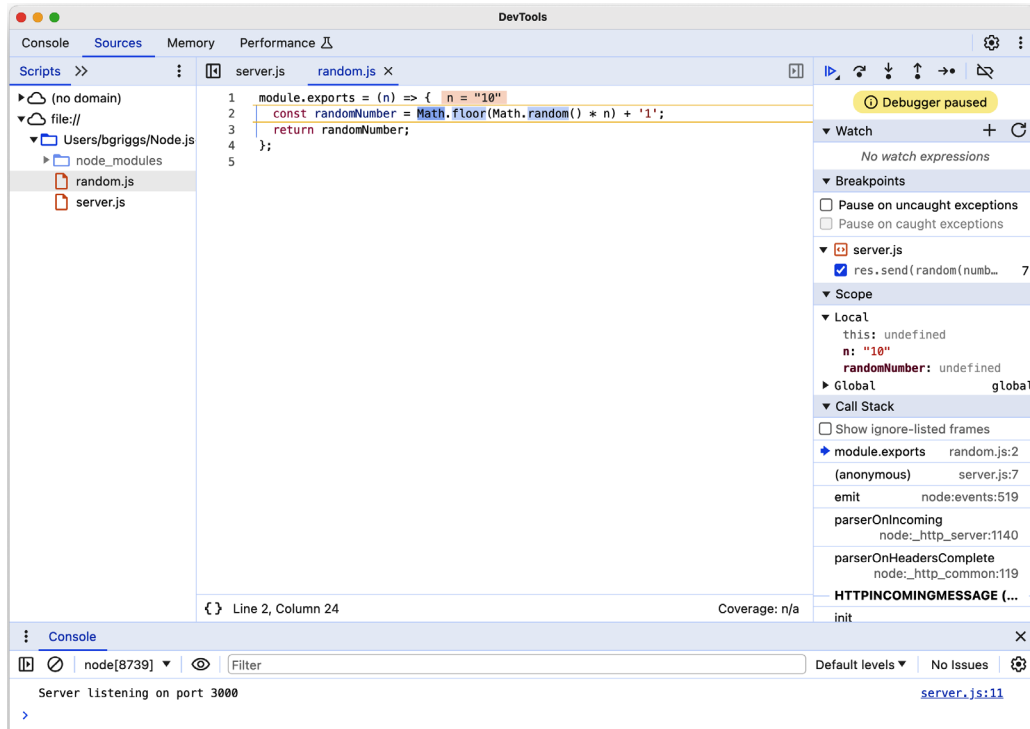 DevTools
Console Sources Memory Performance
Scripts
server.js random.js
(no domain)
file://
Users/bgriggs/Node.js
node_modules
random.js
server.js
1 module.exports = (n) => { n = "10"
2 const randomNumber = Math.floor(Math.random() * n) + '1';
3 return randomNumber;
4 };
5
{} Line 2, Column 24 Coverage: n/a
Debugger paused
Watch
No watch expressions
Breakpoints
Pause on uncaught exceptions
Pause on caught exceptions
server.js
res.send(random(numb… 7
Scope
Local
this: undefined
n: "10"
randomNumber: undefined
Global global
Call Stack
Show ignore-listed frames
module.exports random.js:2
(anonymous) server.js:7
emit node:events:519
parserOnIncoming
node:_http_server:1140
parserOnHeadersComplete
node:_http_common:119
HTTPINCOMINGMESSAGE (...
init
Console
node[8739] Filter Default levels No Issues
Server listening on port 3000 server.js:11
>